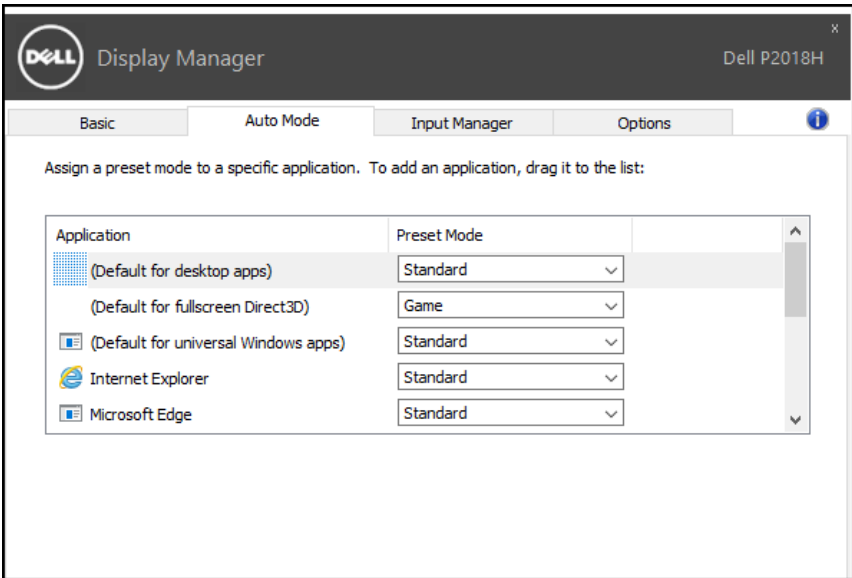 x
DELL Display Manager Dell P2018H
Basic Auto Mode Input Manager Options i
Assign a preset mode to a specific application. To add an application, drag it to the list:
Application Preset Mode
(Default for desktop apps) Standard
(Default for fullscreen Direct3D) Game
(Default for universal Windows apps) Standard
Internet Explorer Standard
Microsoft Edge Standard